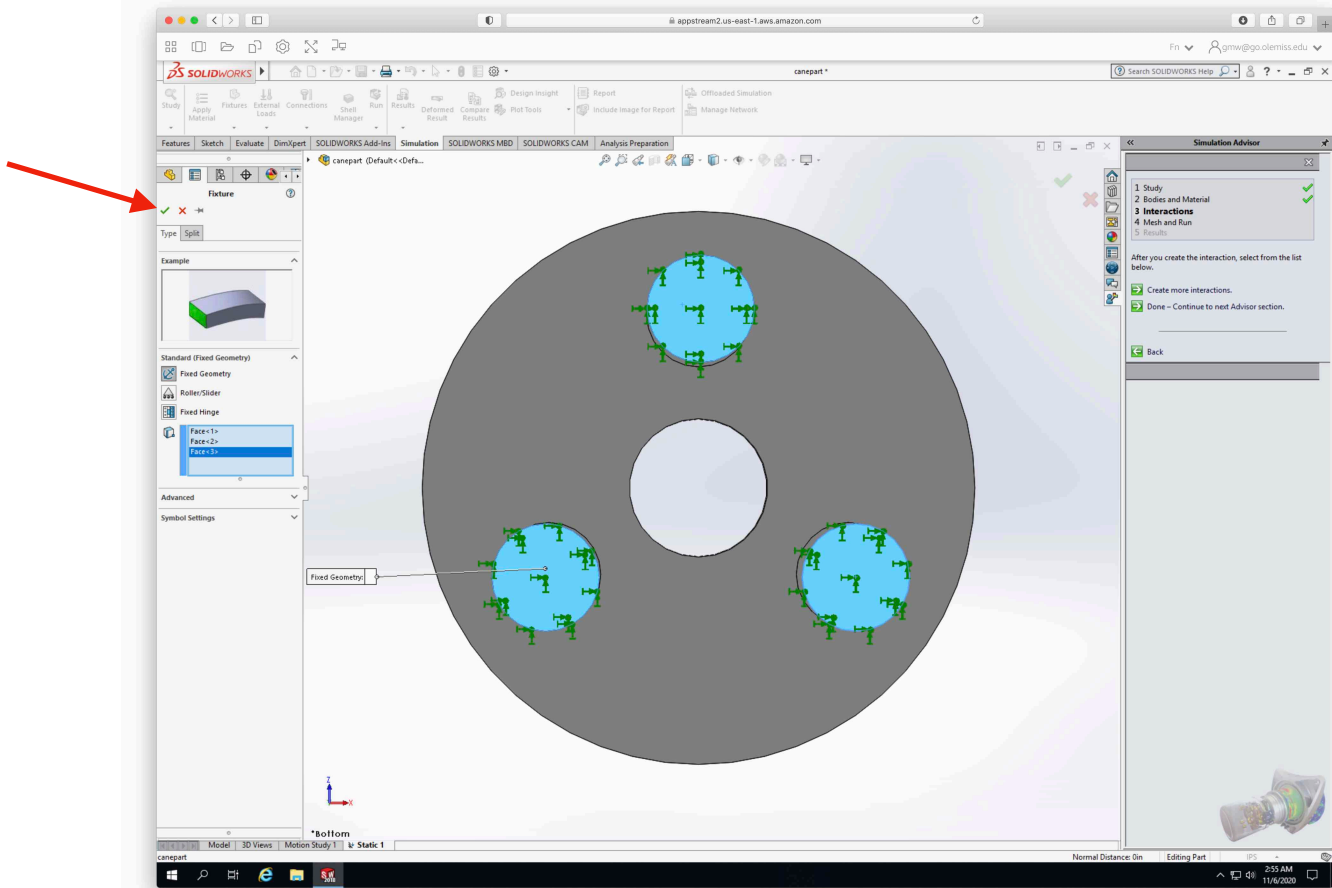 appstream2.us-east-1.aws.amazon.com
Fn
gmw@go.olemiss.edu
SOLIDWORKS
canepart *
Search SOLIDWORKS Help
Study
Apply Material
Fixtures
External Loads
Connections
Shell Manager
Run
Results
Deformed Result
Compare Results
Design Insight
Plot Tools
Report
Include Image for Report
Offloaded Simulation
Manage Network
Features
Sketch
Evaluate
DimXpert
SOLIDWORKS Add-Ins
Simulation
SOLIDWORKS MBD
SOLIDWORKS CAM
Analysis Preparation
canepart (Default<<Defa...
Fixture
Type
Split
Example
Standard (Fixed Geometry)
Fixed Geometry
Roller/Slider
Fixed Hinge
Face<1>
Face<2>
Face<3>
Advanced
Symbol Settings
Fixed Geometry:
Z
X
*Bottom
Simulation Advisor
1 Study
2 Bodies and Material
3 Interactions
4 Mesh and Run
5 Results
After you create the interaction, select from the list
below.
Create more interactions.
Done – Continue to next Advisor section.
Back
Model
3D Views
Motion Study 1
Static 1
canepart
Normal Distance: 0in
Editing Part
IPS
-
2:55 AM
11/6/2020